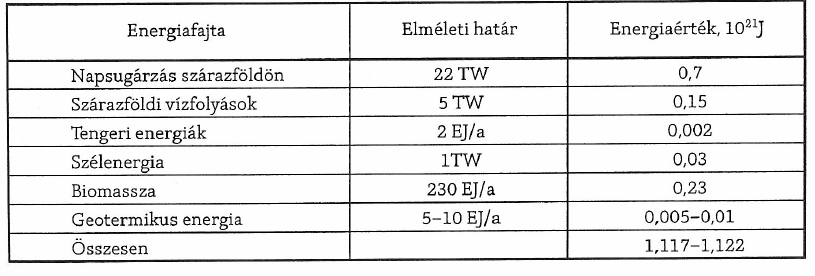 Energiafajta Elméleti határ Energiaérték, 10²¹J
Napsugárzás szárazföldön 22 TW 0,7
Szárazföldi vízfolyások 5 TW 0,15
Tengeri energiák 2 EJ/a 0,002
Szélenergia 1TW 0,03
Biomassza 230 EJ/a 0,23
Geotermikus energia 5–10 EJ/a 0,005–0,01
Összesen 1,117–1,122